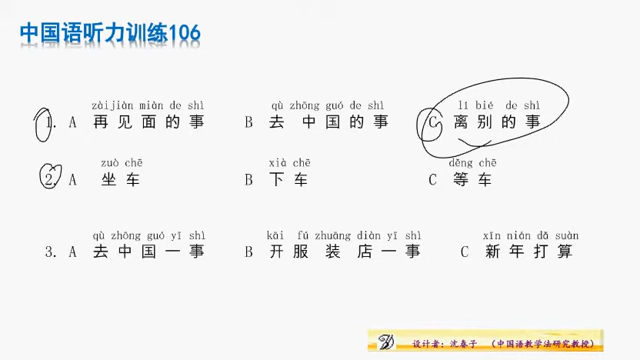 中国语听力训练106
zàijiàn miàn de shì qù zhōng guó de shì lí bié de shì
1. A 再见面的事 B 去中国的事 C 离别的事
zuò chē xià chē děng chē
2. A 坐车 B 下车 C 等车
qù zhōng guó yī shì kāi fú zhuāng diàn yī shì xīn nián dǎ suàn
3. A 去中国一事 B 开服装店一事 C 新年打算
设计者：沈春子 （中国语教学法研究教授）